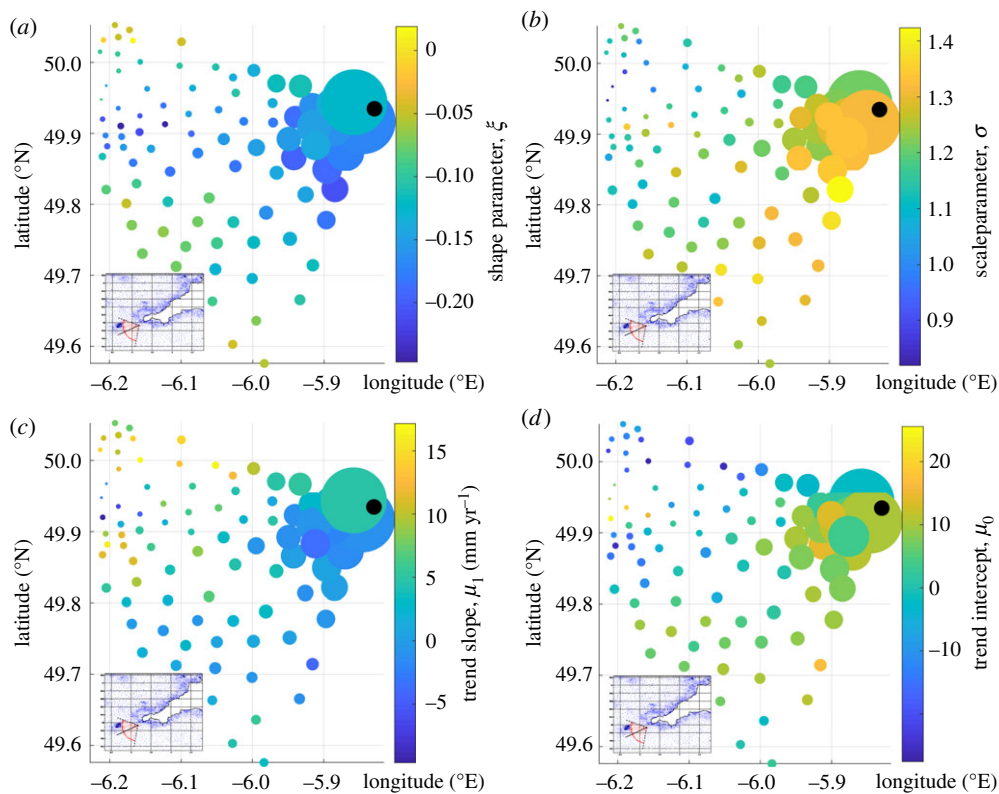 (a)
50.0
49.9
49.8
49.7
49.6
latitude (°N)
−6.2 −6.1 −6.0 −5.9 longitude (°E)
0
−0.05
−0.10
−0.15
−0.20
shape parameter, ξ
(b)
50.0
49.9
49.8
49.7
49.6
latitude (°N)
−6.2 −6.1 −6.0 −5.9 longitude (°E)
1.4
1.3
1.2
1.1
1.0
0.9
scaleparameter, σ
(c)
50.0
49.9
49.8
49.7
49.6
latitude (°N)
−6.2 −6.1 −6.0 −5.9 longitude (°E)
15
10
5
0
−5
trend slope, μ₁ (mm yr⁻¹)
(d)
50.0
49.9
49.8
49.7
49.6
latitude (°N)
−6.2 −6.1 −6.0 −5.9 longitude (°E)
20
10
0
−10
trend intercept, μ₀